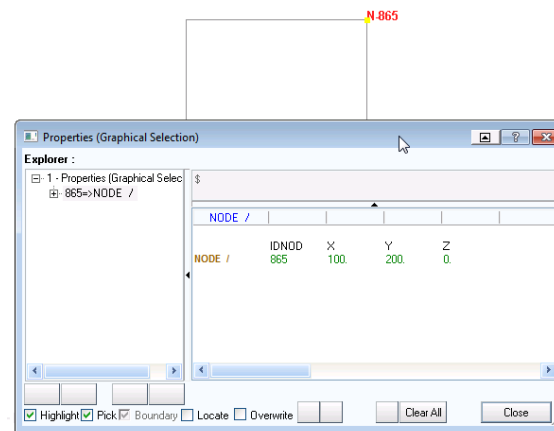 N-865
Properties (Graphical Selection)
Explorer :
1 - Properties (Graphical Selec
865=>NODE /
$
NODE /
IDNOD X Y Z
NODE / 865 100. 200. 0.
Highlight Pick Boundary Locate Overwrite Clear All Close